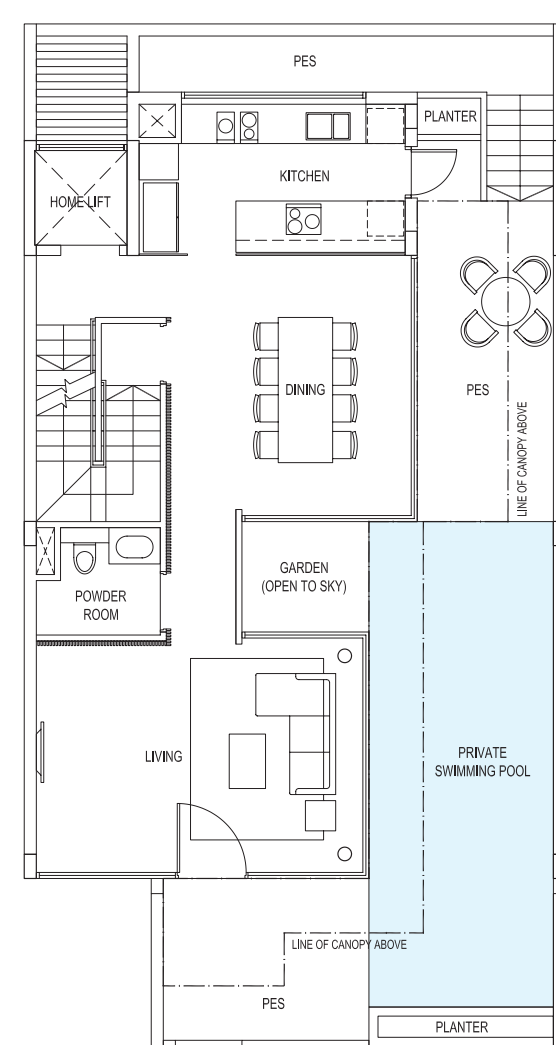 PES
PLANTER
KITCHEN
HOME LIFT
DINING
PES
LINE OF CANOPY ABOVE
GARDEN
(OPEN TO SKY)
POWDER
ROOM
LIVING
PRIVATE
SWIMMING POOL
LINE OF CANOPY ABOVE
PES
PLANTER